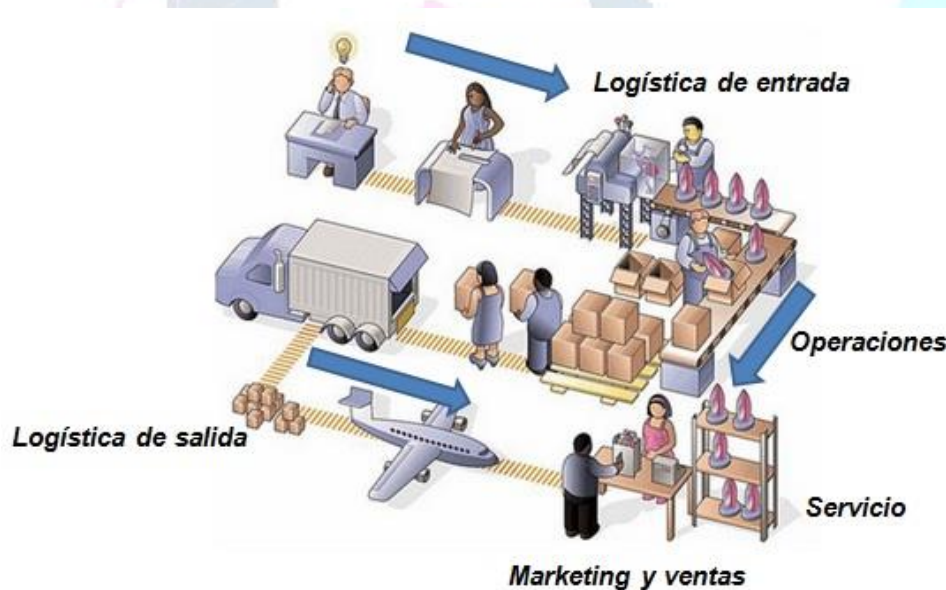 Logística de entrada
Operaciones
Logística de salida
Servicio
Marketing y ventas